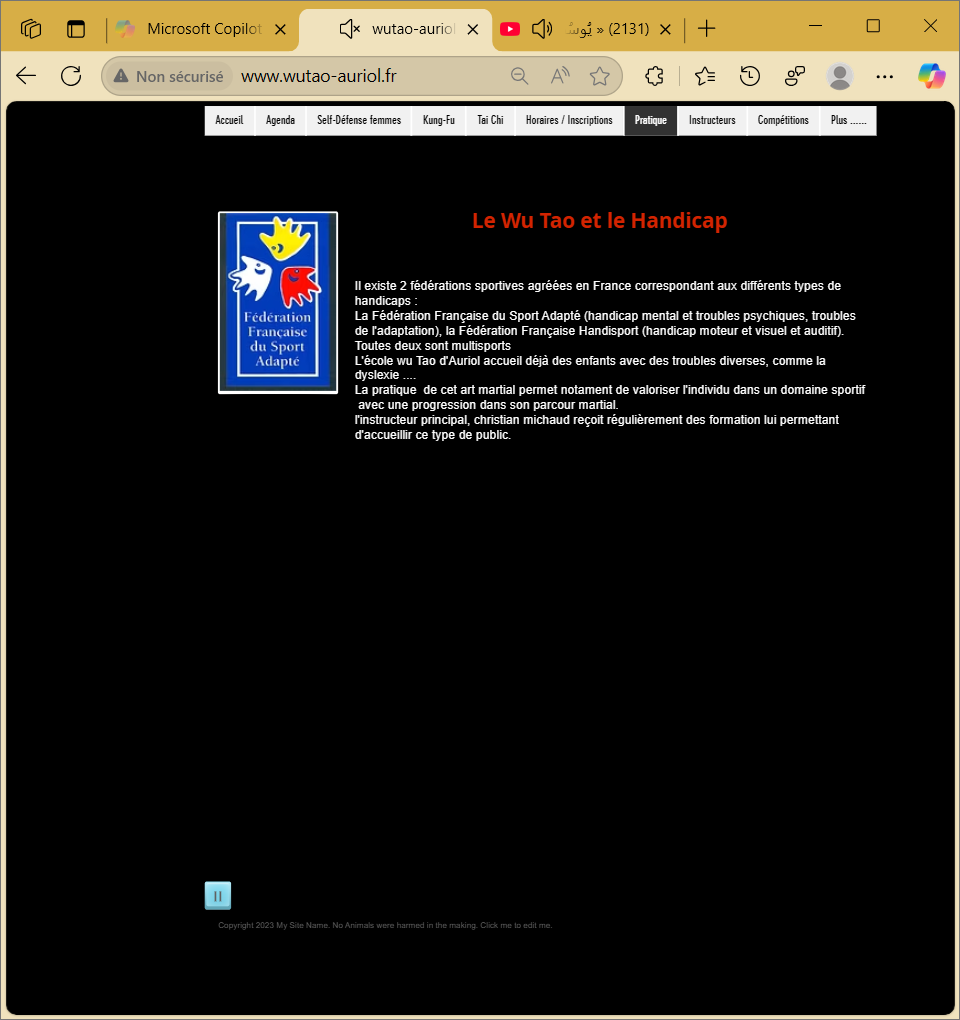 Microsoft Copilot
wutao-auriol
(2131) « يُوسُ
Non sécurisé
www.wutao-auriol.fr
Accueil
Agenda
Self-Défense femmes
Kung-Fu
Tai Chi
Horaires / Inscriptions
Pratique
Instructeurs
Compétitions
Plus ......
Le Wu Tao et le Handicap
Fédération
Française
du Sport
Adapté
Il existe 2 fédérations sportives agréées en France correspondant aux différents types de
handicaps :
La Fédération Française du Sport Adapté (handicap mental et troubles psychiques, troubles
de l'adaptation), la Fédération Française Handisport (handicap moteur et visuel et auditif).
Toutes deux sont multisports
L'école wu Tao d'Auriol accueil déjà des enfants avec des troubles diverses, comme la
dyslexie ....
La pratique  de cet art martial permet notament de valoriser l'individu dans un domaine sportif
avec une progression dans son parcour martial.
l'instructeur principal, christian michaud reçoit régulièrement des formation lui permettant
d'accueillir ce type de public.
Copyright 2023 My Site Name. No Animals were harmed in the making. Click me to edit me.